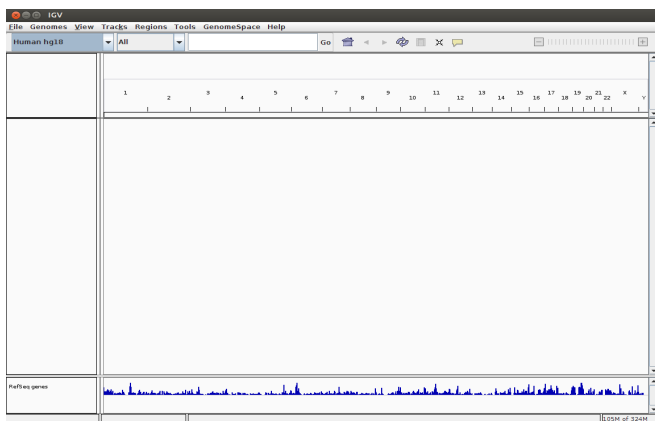 IGV
File Genomes View Tracks Regions Tools GenomeSpace Help
Human hg18 All Go
1 2 3 4 5 6 7 8 9 10 11 12 13 14 15 16 17 18 19 20 21 22 X Y
RefSeq genes
105M of 324M